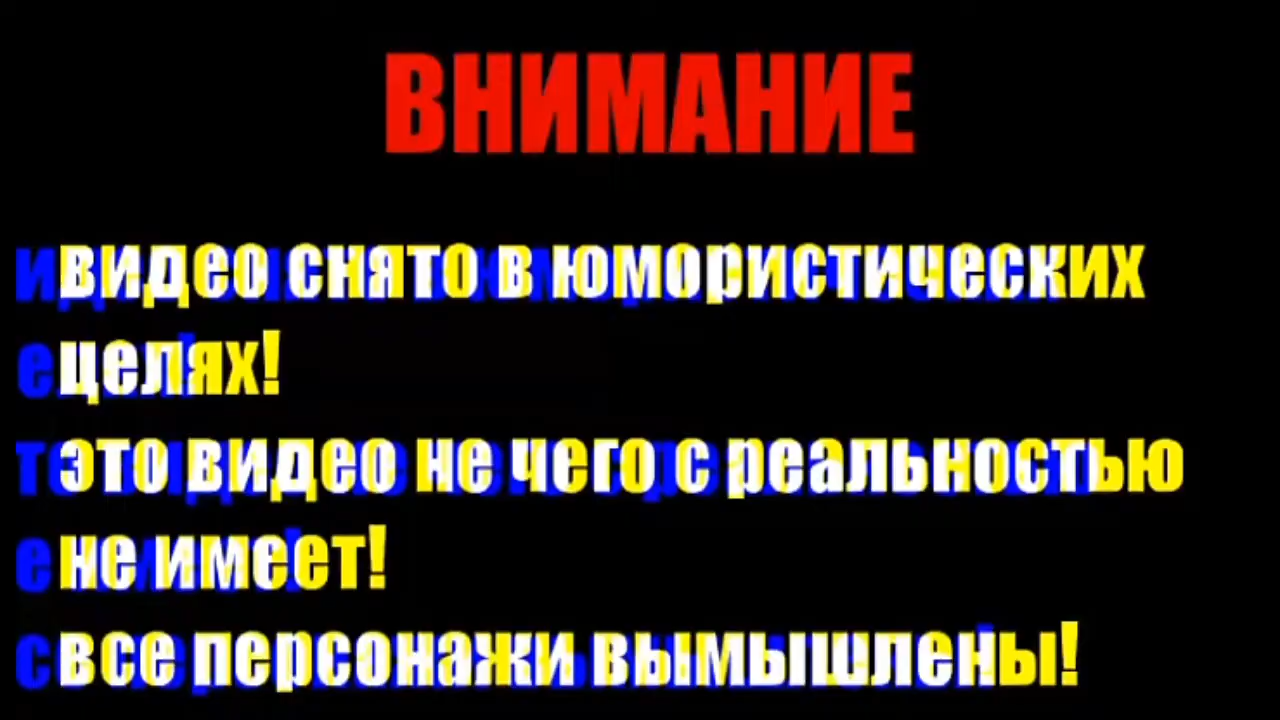 ВНИМАНИЕ
видео снято в юмористических
целях!
это видео не чего с реальностью
не имеет!
все персонажи вымышлены!